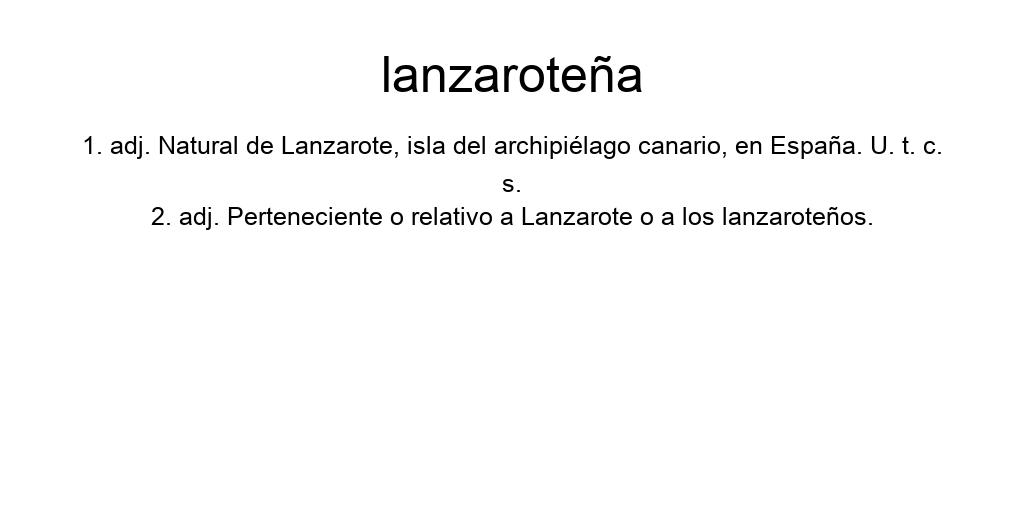 lanzaroteña
1. adj. Natural de Lanzarote, isla del archipiélago canario, en España. U. t. c.
s.
2. adj. Perteneciente o relativo a Lanzarote o a los lanzaroteños.